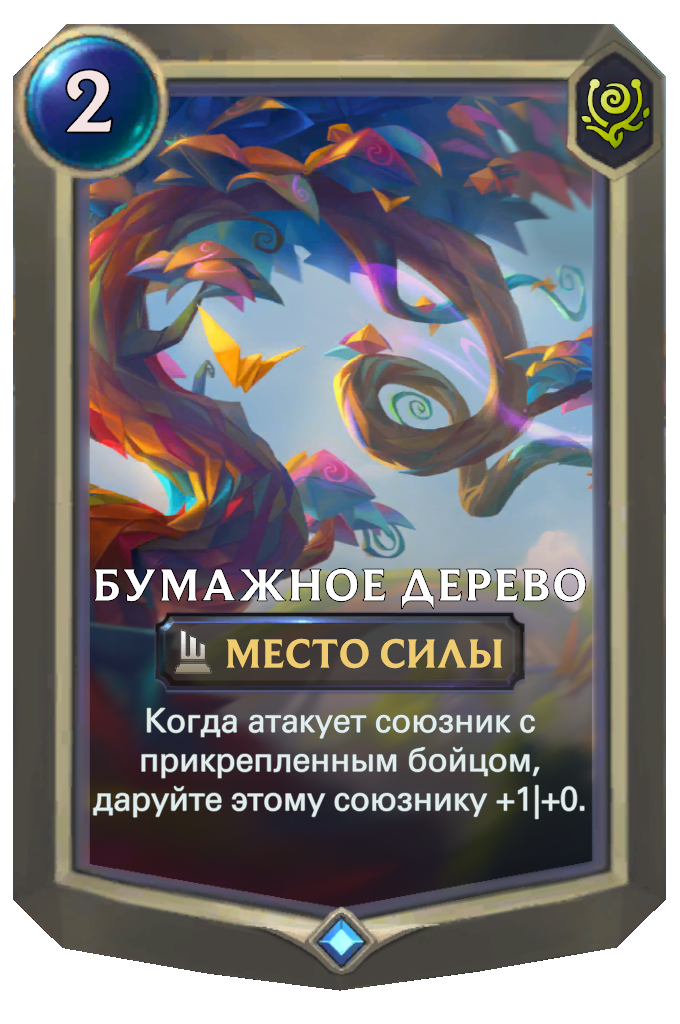 2
БУМАЖНОЕ ДЕРЕВО
МЕСТО СИЛЫ
Когда атакует союзник с
прикрепленным бойцом,
даруйте этому союзнику +1|+0.